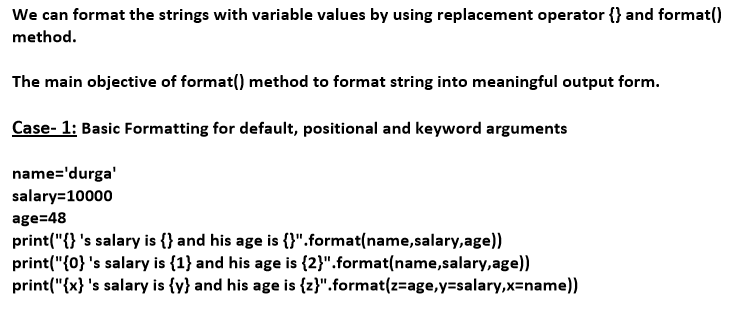 We can format the strings with variable values by using replacement operator {} and format()
method.
The main objective of format() method to format string into meaningful output form.
Case- 1: Basic Formatting for default, positional and keyword arguments
name='durga'
salary=10000
age=48
print("{} 's salary is {} and his age is {}".format(name,salary,age))
print("{0} 's salary is {1} and his age is {2}".format(name,salary,age))
print("{x} 's salary is {y} and his age is {z}".format(z=age,y=salary,x=name))